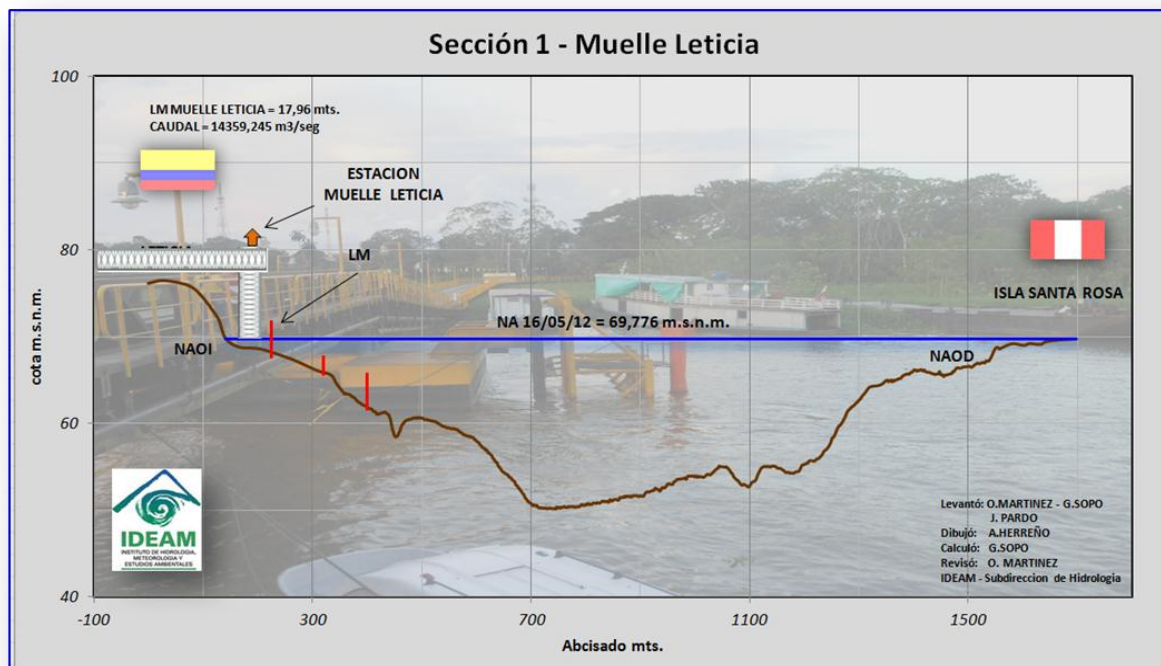 Sección 1 - Muelle Leticia
100
80
60
40
cota m.s.n.m.
LM MUELLE LETICIA = 17,96 mts.
CAUDAL = 14359,245 m3/seg
ESTACION
MUELLE LETICIA
LETICIA
LM
ISLA SANTA ROSA
NA 16/05/12 = 69,776 m.s.n.m.
NAOI
NAOD
IDEAM
INSTITUTO DE HIDROLOGIA,
METEOROLOGIA Y
ESTUDIOS AMBIENTALES
Levantó: O.MARTINEZ - G.SOPO
J. PARDO
Dibujó: A.HERREÑO
Calculó: G.SOPO
Revisó: O. MARTINEZ
IDEAM - Subdireccion de Hidrologia
-100
300
700
1100
1500
Abcisado mts.